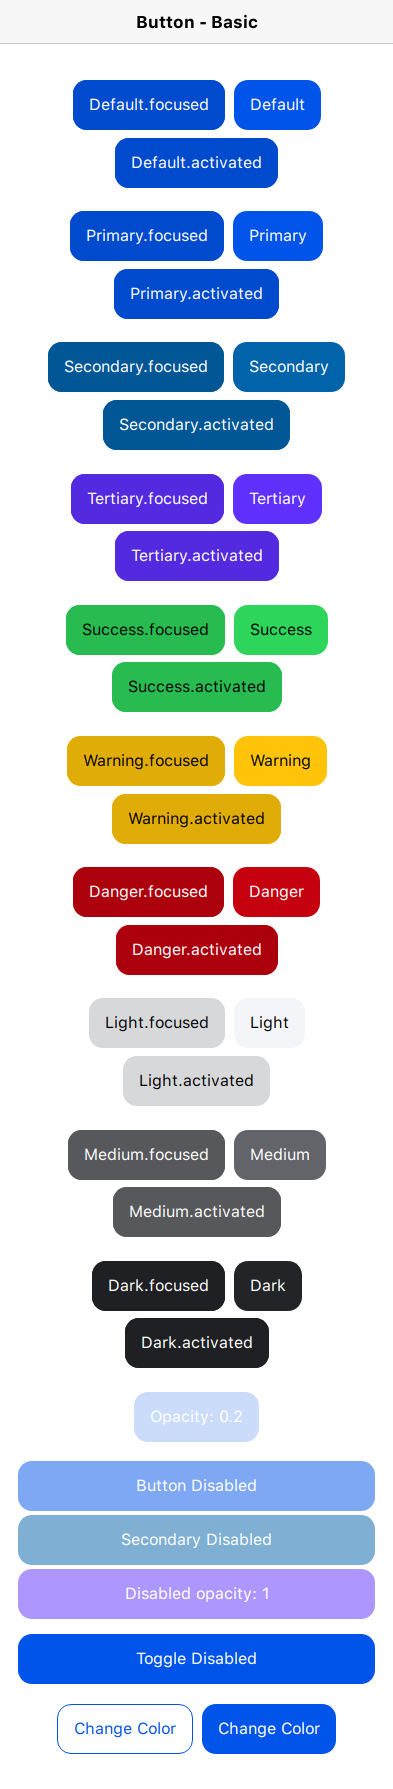 Button - Basic
Default.focused Default
Default.activated
Primary.focused Primary
Primary.activated
Secondary.focused Secondary
Secondary.activated
Tertiary.focused Tertiary
Tertiary.activated
Success.focused Success
Success.activated
Warning.focused Warning
Warning.activated
Danger.focused Danger
Danger.activated
Light.focused Light
Light.activated
Medium.focused Medium
Medium.activated
Dark.focused Dark
Dark.activated
Opacity: 0.2
Button Disabled
Secondary Disabled
Disabled opacity: 1
Toggle Disabled
Change Color Change Color